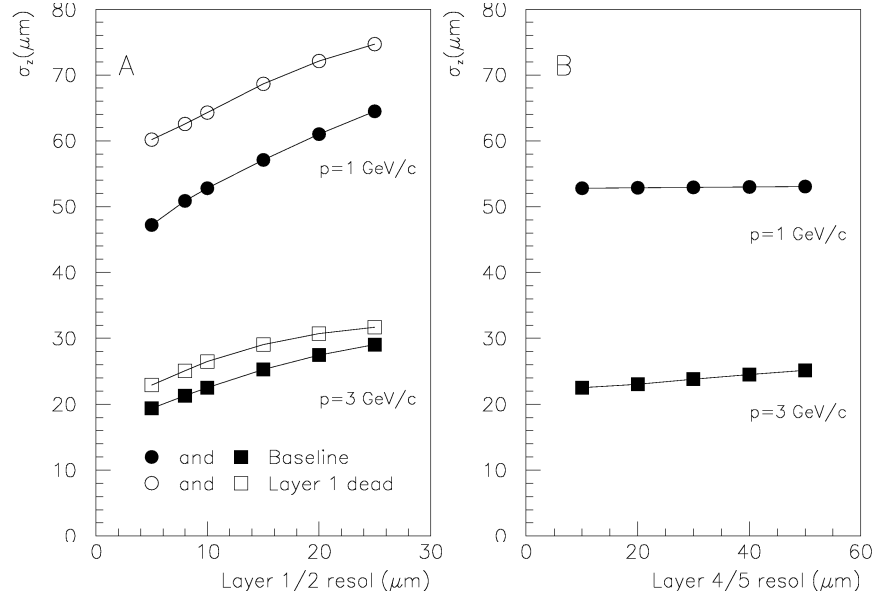 σz(μm)
80
70
60
50
40
30
20
10
0
A
p=1 GeV/c
p=3 GeV/c
and Baseline
and Layer 1 dead
0 10 20 30
Layer 1/2 resol (μm)
σz(μm)
80
70
60
50
40
30
20
10
0
B
p=1 GeV/c
p=3 GeV/c
0 20 40 60
Layer 4/5 resol (μm)